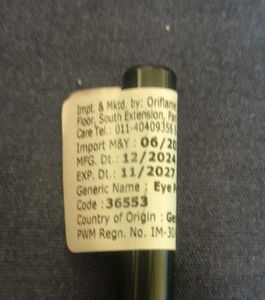 Impt. & Mktd. by: Oriflame
Floor, South Extension, Par
Care Tel.: 011-40409356
Import M&Y : 06/20
MFG. Dt.: 12/2024
EXP. Dt.: 11/2027
Generic Name : Eye P
Code : 36553
Country of Origin : Ge
PWM Regn. No. IM-30